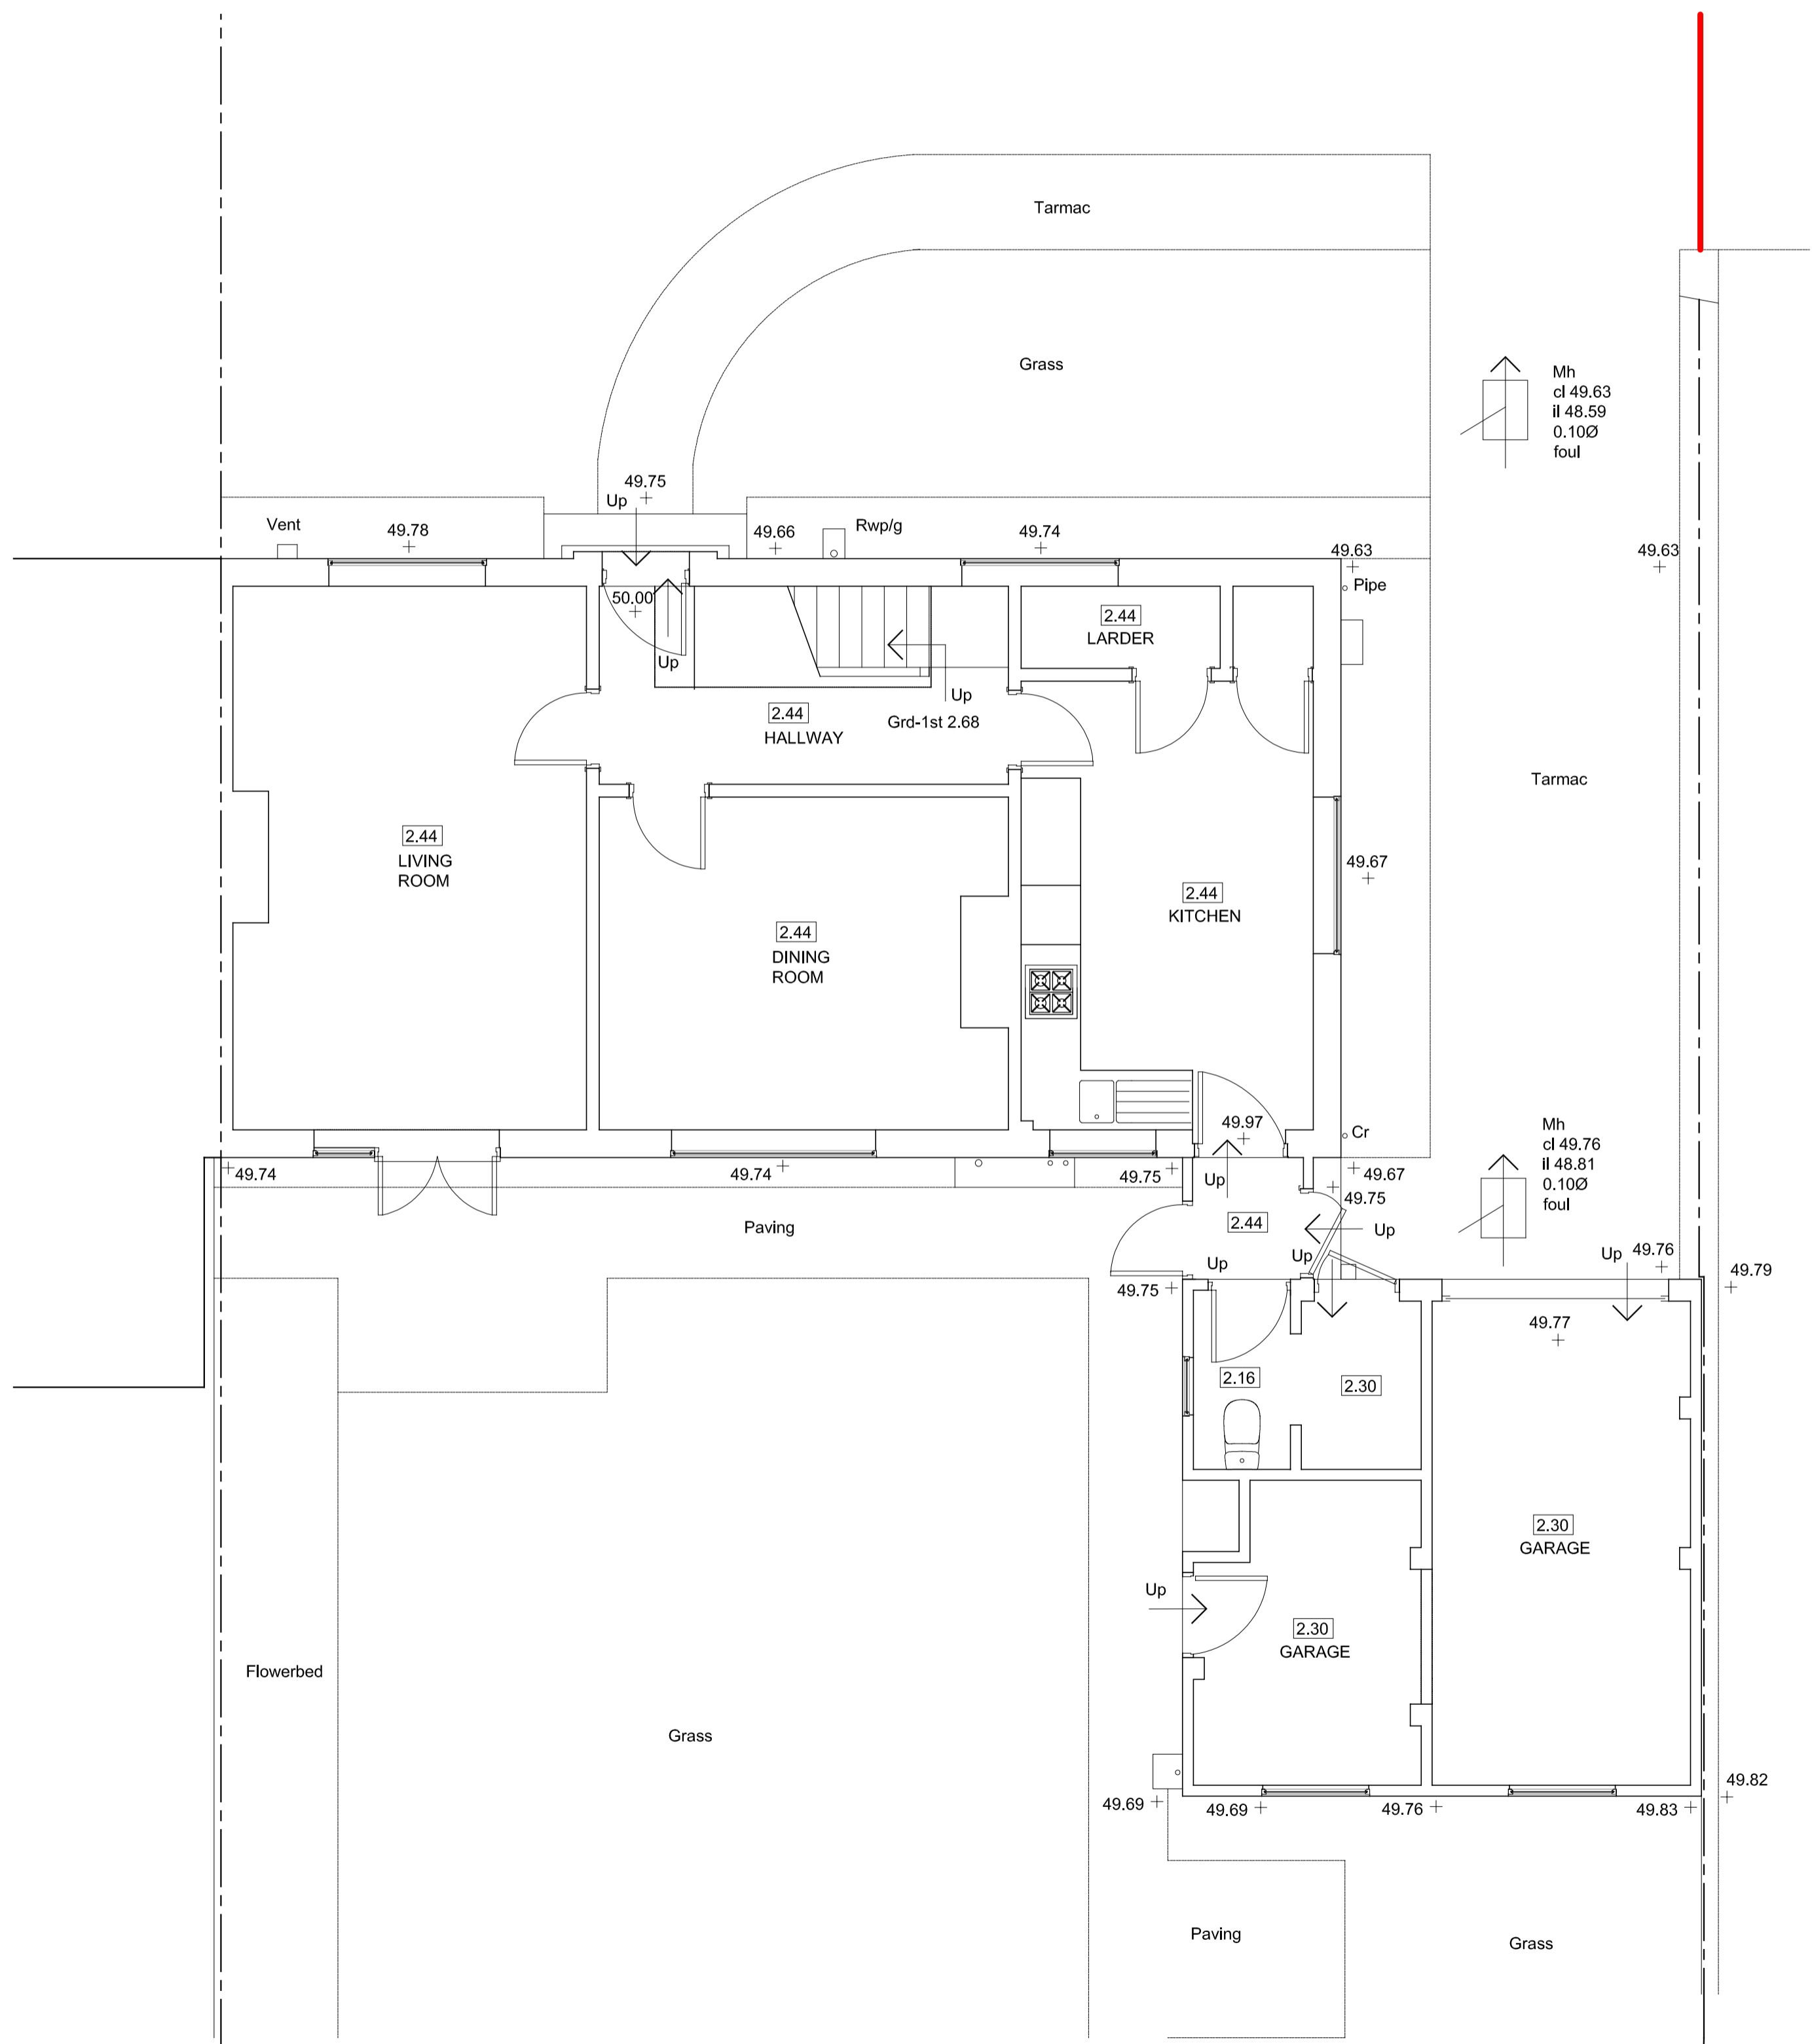 Tarmac
Grass
Mh
cl 49.63
il 48.59
0.10Ø
foul
49.75
Up
Vent
49.78
49.66
Rwp/g
49.74
49.63
49.63
Pipe
50.00
Up
2.44
LARDER
Up
Grd-1st 2.68
2.44
HALLWAY
Tarmac
2.44
LIVING
ROOM
49.67
2.44
KITCHEN
2.44
DINING
ROOM
49.97
Cr
Mh
cl 49.76
il 48.81
0.10Ø
foul
49.74
49.74
49.75
Up
49.67
49.75
Paving
2.44
Up
Up
Up
Up
49.76
49.79
49.75
49.77
2.16
2.30
2.30
GARAGE
Up
2.30
GARAGE
Flowerbed
Grass
49.69
49.69
49.76
49.83
49.82
Paving
Grass